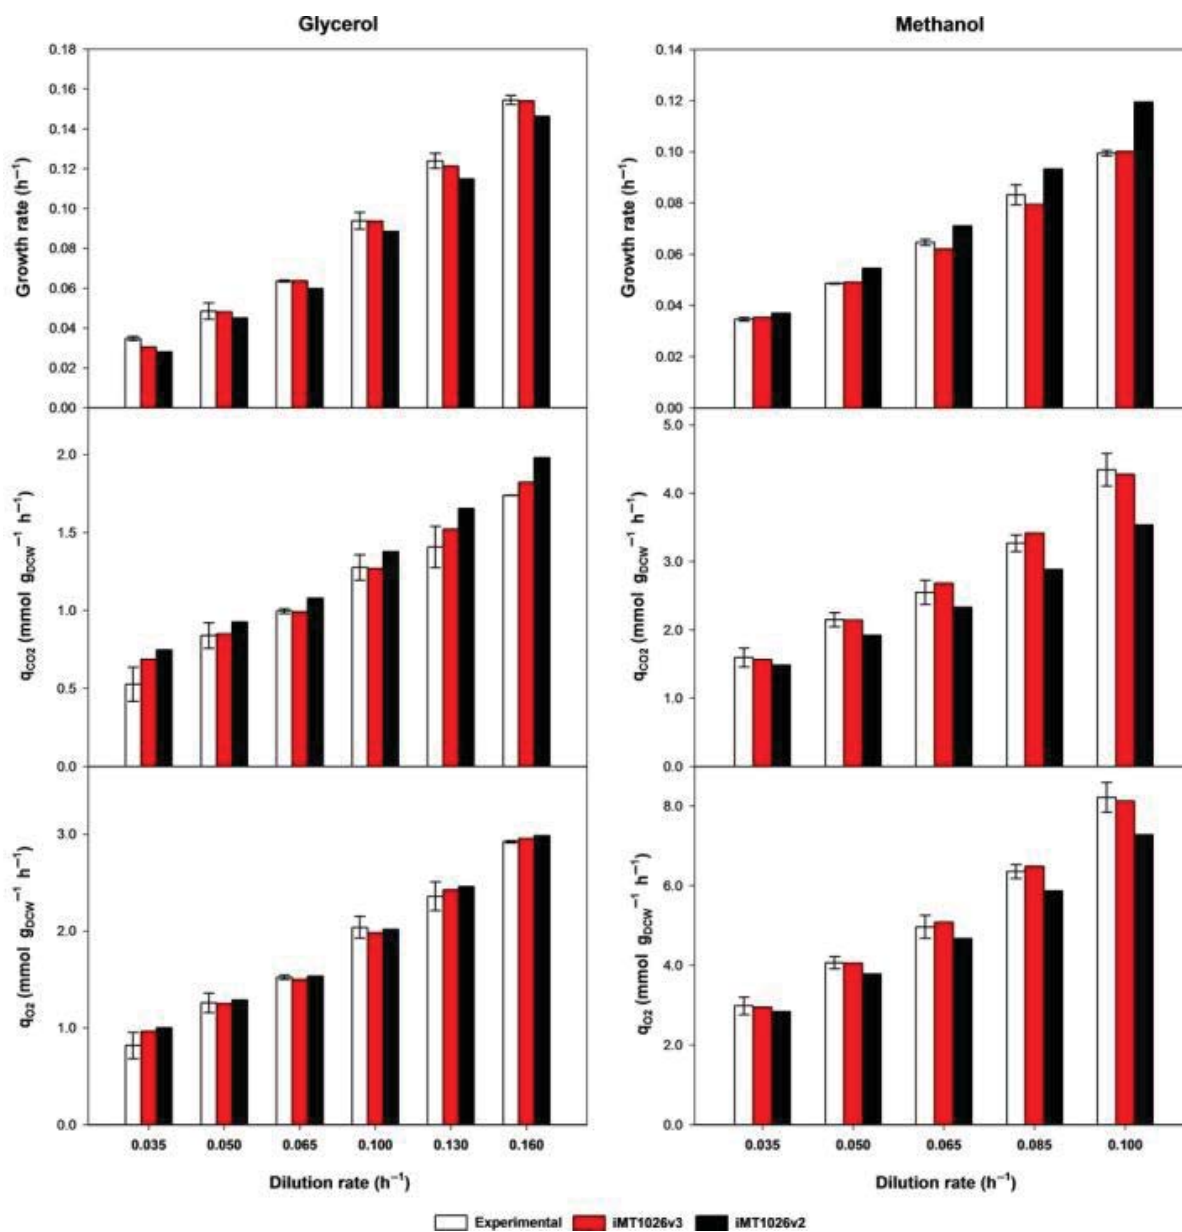 Glycerol
Methanol
Growth rate (h⁻¹)
0.18
0.16
0.14
0.12
0.10
0.08
0.06
0.04
0.02
0.00
Growth rate (h⁻¹)
0.14
0.12
0.10
0.08
0.06
0.04
0.02
0.00
qCO2 (mmol gDCW⁻¹ h⁻¹)
2.0
1.5
1.0
0.5
0.0
qCO2 (mmol gDCW⁻¹ h⁻¹)
5.0
4.0
3.0
2.0
1.0
0.0
qO2 (mmol gDCW⁻¹ h⁻¹)
3.0
2.0
1.0
0.0
qO2 (mmol gDCW⁻¹ h⁻¹)
8.0
6.0
4.0
2.0
0.0
0.035 0.050 0.065 0.100 0.130 0.160
0.035 0.050 0.065 0.085 0.100
Dilution rate (h⁻¹)
Dilution rate (h⁻¹)
Experimental iMT1026v3 iMT1026v2